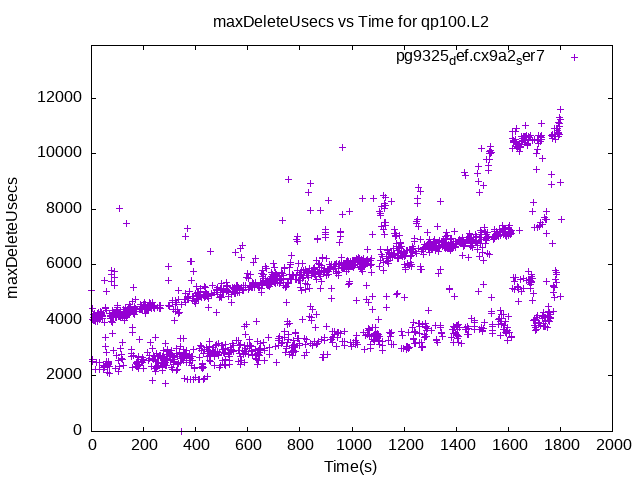 maxDeleteUsecs vs Time for qp100.L2
pg9325def.cx9a2ser7
12000
10000
8000
6000
4000
2000
0
maxDeleteUsecs
0 200 400 600 800 1000 1200 1400 1600 1800 2000
Time(s)